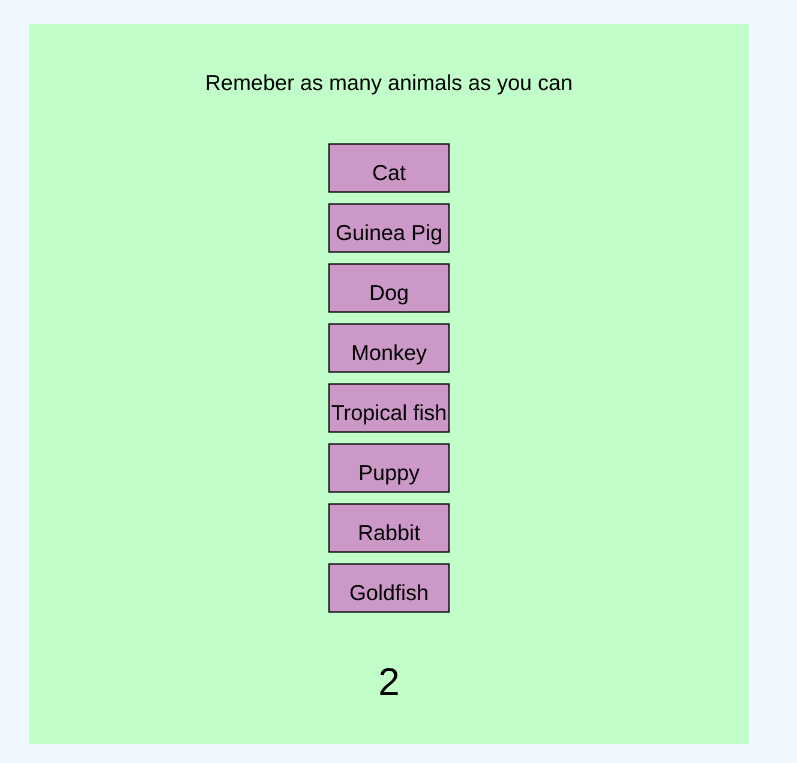 Remeber as many animals as you can
Cat
Guinea Pig
Dog
Monkey
Tropical fish
Puppy
Rabbit
Goldfish
2